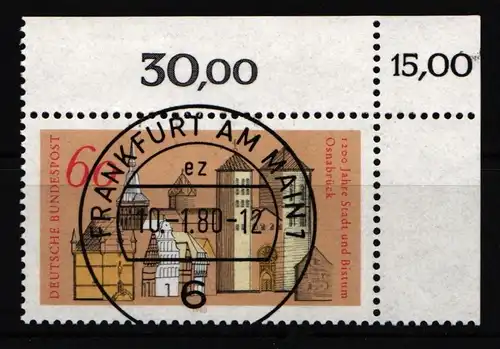 30,00
15,00
60
DEUTSCHE BUNDESPOST
1200 Jahre Stadt und Bistum
Osnabrück
FRANKFURT AM MAIN 1
ez
10.-1.80-12
6